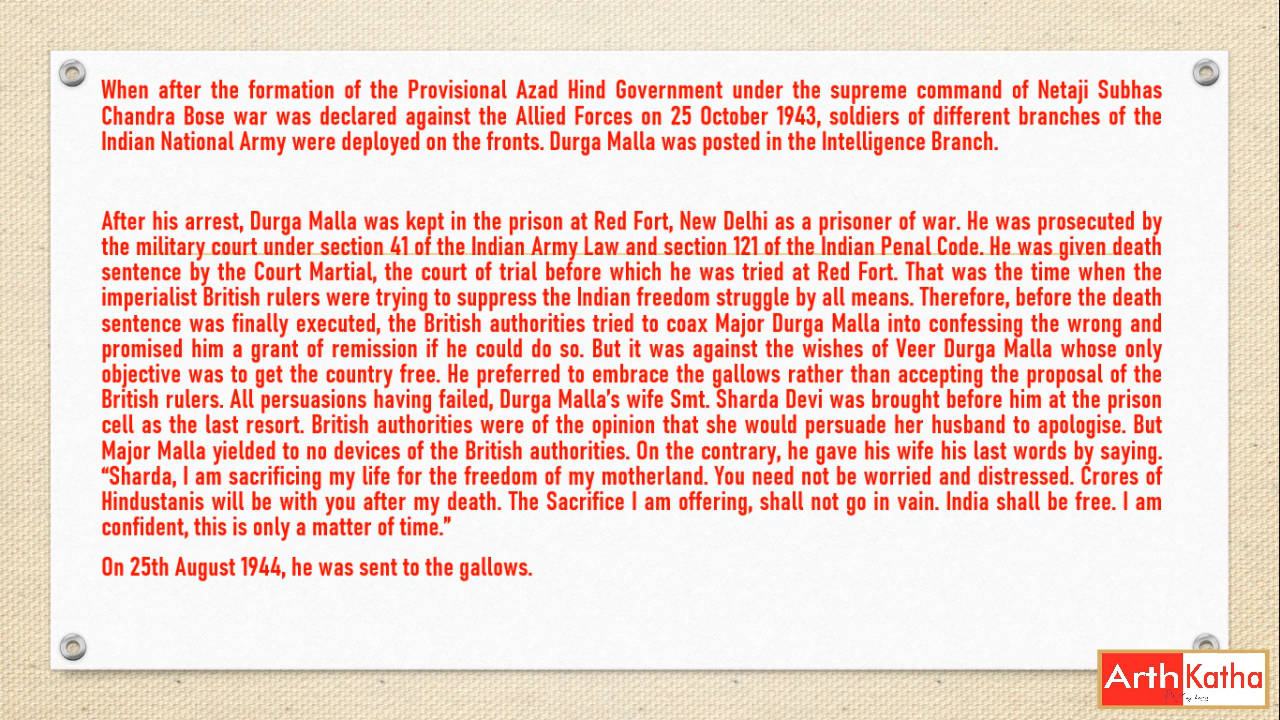 When after the formation of the Provisional Azad Hind Government under the supreme command of Netaji Subhas
Chandra Bose war was declared against the Allied Forces on 25 October 1943, soldiers of different branches of the
Indian National Army were deployed on the fronts. Durga Malla was posted in the Intelligence Branch.
After his arrest, Durga Malla was kept in the prison at Red Fort, New Delhi as a prisoner of war. He was prosecuted by
the military court under section 41 of the Indian Army Law and section 121 of the Indian Penal Code. He was given death
sentence by the Court Martial, the court of trial before which he was tried at Red Fort. That was the time when the
imperialist British rulers were trying to suppress the Indian freedom struggle by all means. Therefore, before the death
sentence was finally executed, the British authorities tried to coax Major Durga Malla into confessing the wrong and
promised him a grant of remission if he could do so. But it was against the wishes of Veer Durga Malla whose only
objective was to get the country free. He preferred to embrace the gallows rather than accepting the proposal of the
British rulers. All persuasions having failed, Durga Malla’s wife Smt. Sharda Devi was brought before him at the prison
cell as the last resort. British authorities were of the opinion that she would persuade her husband to apologise. But
Major Malla yielded to no devices of the British authorities. On the contrary, he gave his wife his last words by saying.
“Sharda, I am sacrificing my life for the freedom of my motherland. You need not be worried and distressed. Crores of
Hindustanis will be with you after my death. The Sacrifice I am offering, shall not go in vain. India shall be free. I am
confident, this is only a matter of time.”
On 25th August 1944, he was sent to the gallows.
Arth Katha